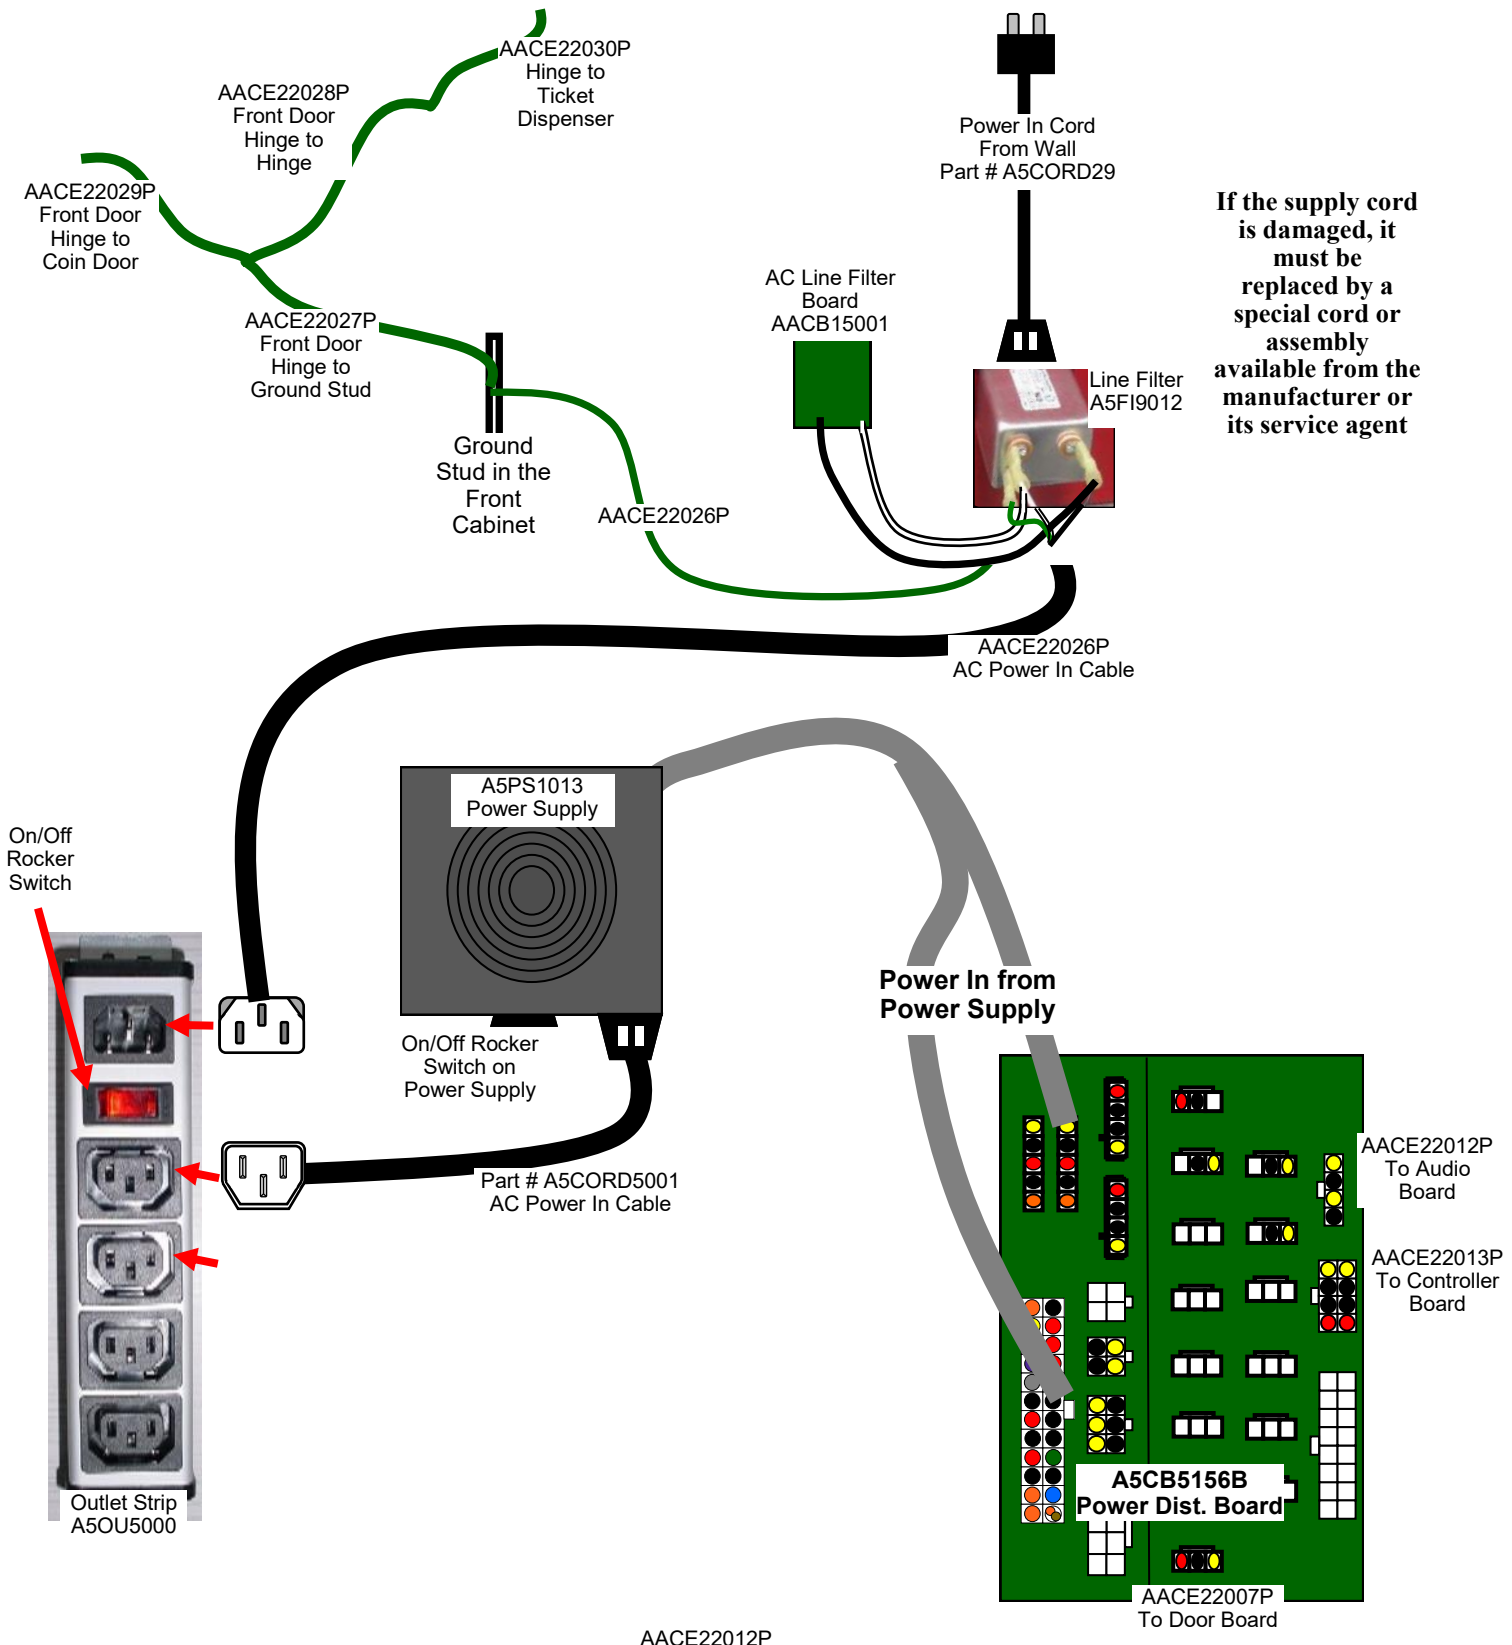 AACE22030P
Hinge to
Ticket
Dispenser
AACE22028P
Front Door
Hinge to
Hinge
AACE22029P
Front Door
Hinge to
Coin Door
AACE22027P
Front Door
Hinge to
Ground Stud
Ground
Stud in the
Front
Cabinet
AACE22026P
Power In Cord
From Wall
Part # A5CORD29
AC Line Filter
Board
AACB15001
Line Filter
A5FI9012
If the supply cord
is damaged, it
must be
replaced by a
special cord or
assembly
available from the
manufacturer or
its service agent
AACE22026P
AC Power In Cable
A5PS1013
Power Supply
On/Off
Rocker
Switch
On/Off Rocker
Switch on
Power Supply
Power In from
Power Supply
Part # A5CORD5001
AC Power In Cable
AACE22012P
To Audio
Board
AACE22013P
To Controller
Board
A5CB5156B
Power Dist. Board
Outlet Strip
A5OU5000
AACE22007P
To Door Board
AACE22012P